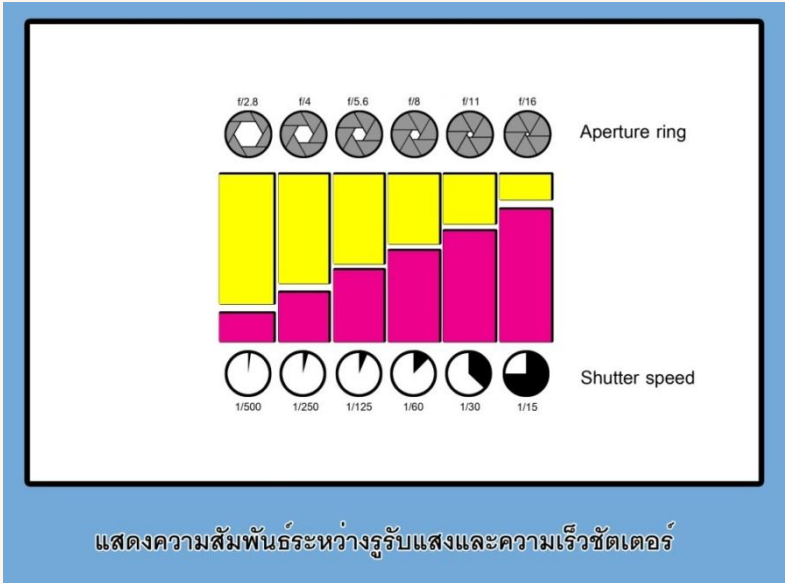 f/2.8 f/4 f/5.6 f/8 f/11 f/16
Aperture ring
Shutter speed
1/500 1/250 1/125 1/60 1/30 1/15
แสดงความสัมพันธ์ระหว่างรูรับแสงและความเร็วชัตเตอร์